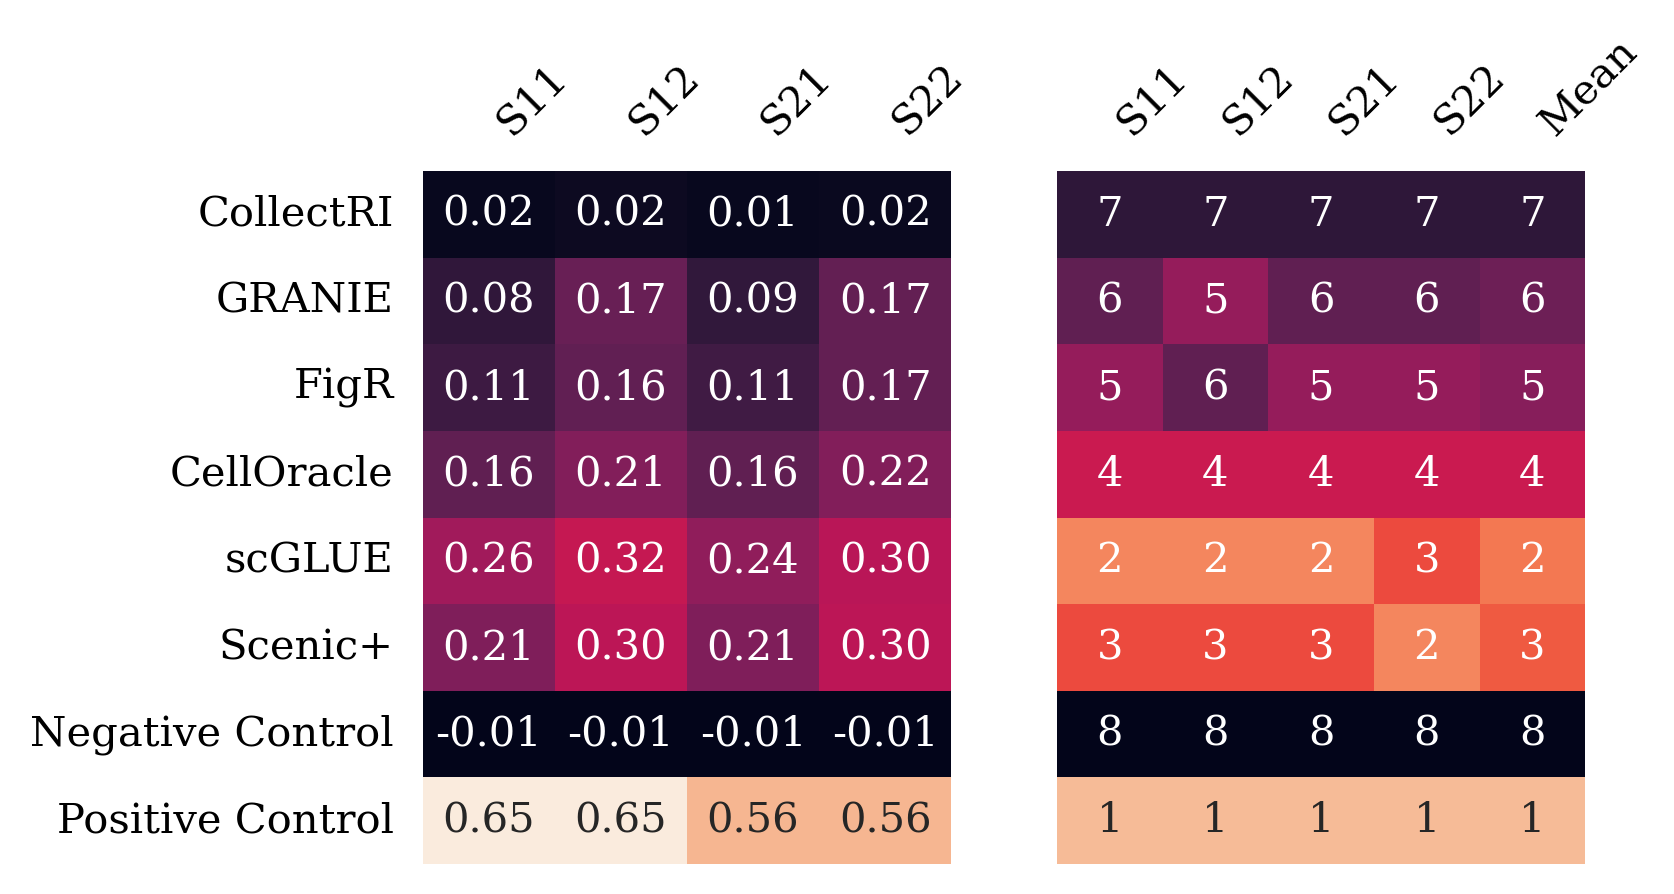 S11 S12 S21 S22 S11 S12 S21 S22 Mean
CollectRI 0.02 0.02 0.01 0.02 7 7 7 7 7
GRANIE 0.08 0.17 0.09 0.17 6 5 6 6 6
FigR 0.11 0.16 0.11 0.17 5 6 5 5 5
CellOracle 0.16 0.21 0.16 0.22 4 4 4 4 4
scGLUE 0.26 0.32 0.24 0.30 2 2 2 3 2
Scenic+ 0.21 0.30 0.21 0.30 3 3 3 2 3
Negative Control -0.01 -0.01 -0.01 -0.01 8 8 8 8 8
Positive Control 0.65 0.65 0.56 0.56 1 1 1 1 1